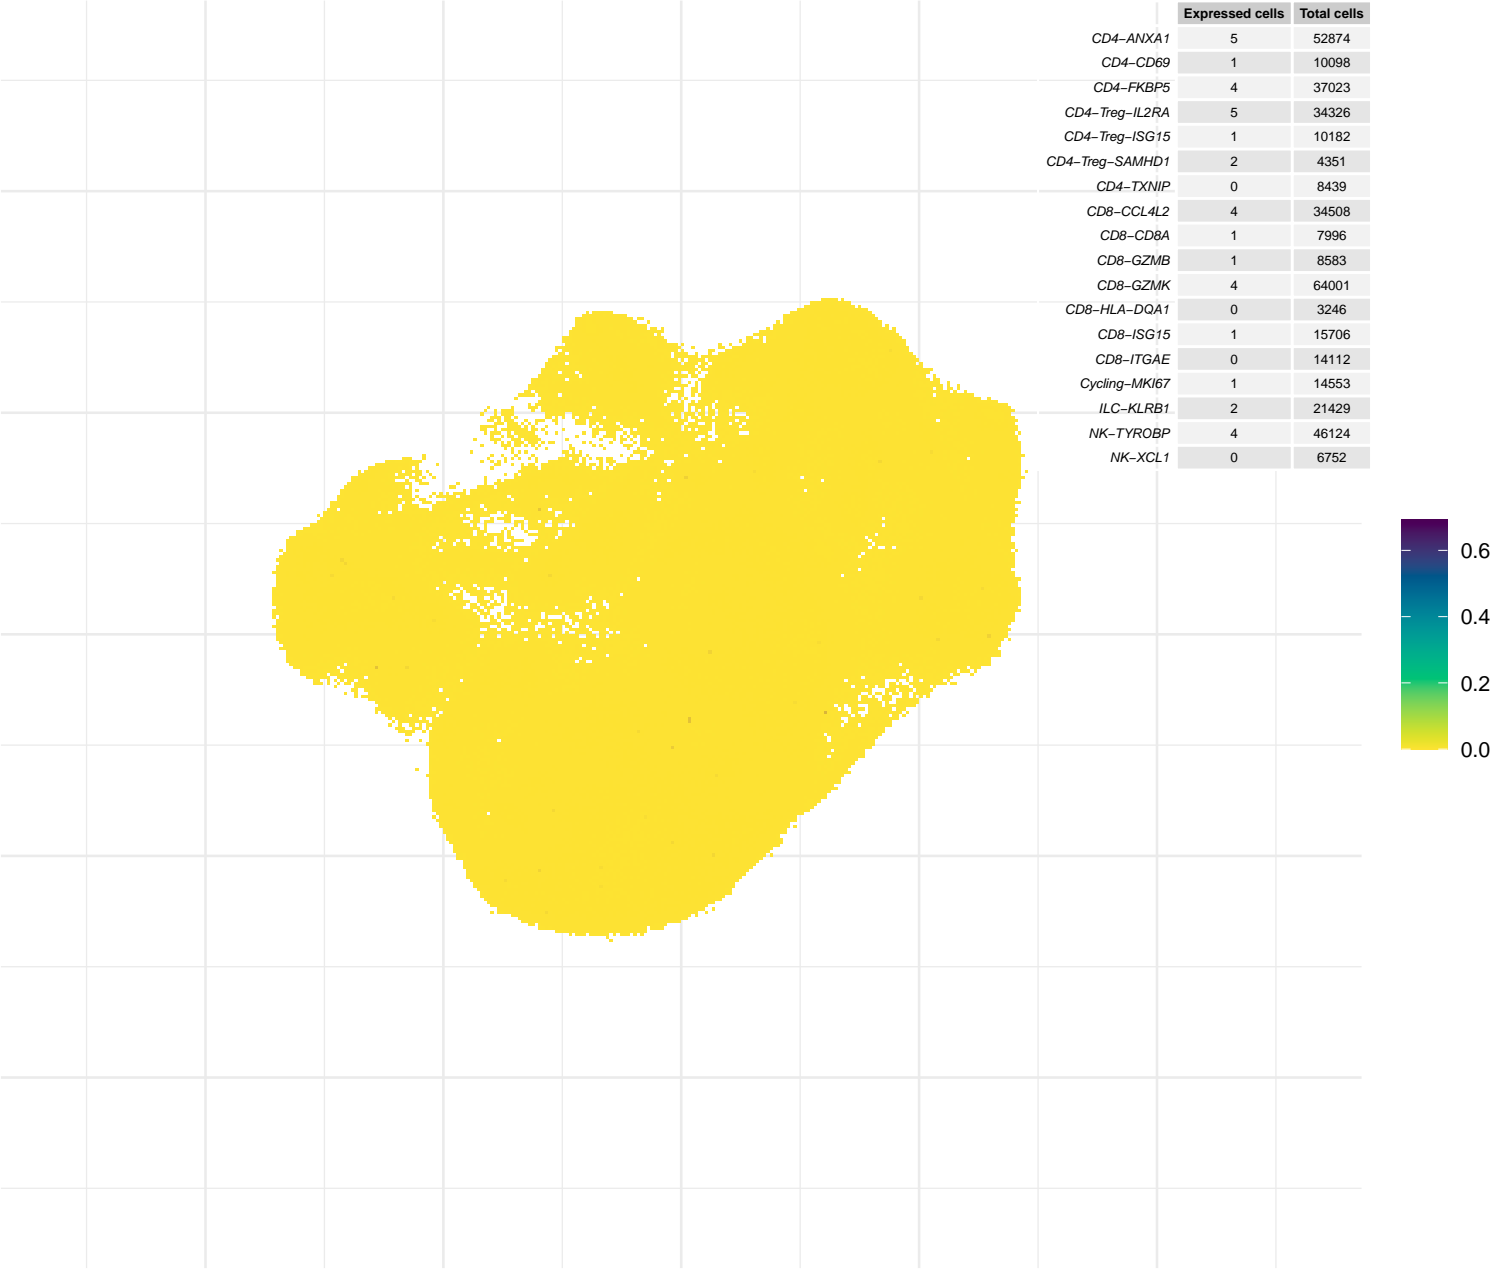 Expressed cells Total cells
CD4−ANXA1 5 52874
CD4−CD69 1 10098
CD4−FKBP5 4 37023
CD4−Treg−IL2RA 5 34326
CD4−Treg−ISG15 1 10182
CD4−Treg−SAMHD1 2 4351
CD4−TXNIP 0 8439
CD8−CCL4L2 4 34508
CD8−CD8A 1 7996
CD8−GZMB 1 8583
CD8−GZMK 4 64001
CD8−HLA−DQA1 0 3246
CD8−ISG15 1 15706
CD8−ITGAE 0 14112
Cycling−MKI67 1 14553
ILC−KLRB1 2 21429
NK−TYROBP 4 46124
NK−XCL1 0 6752
0.6
0.4
0.2
0.0